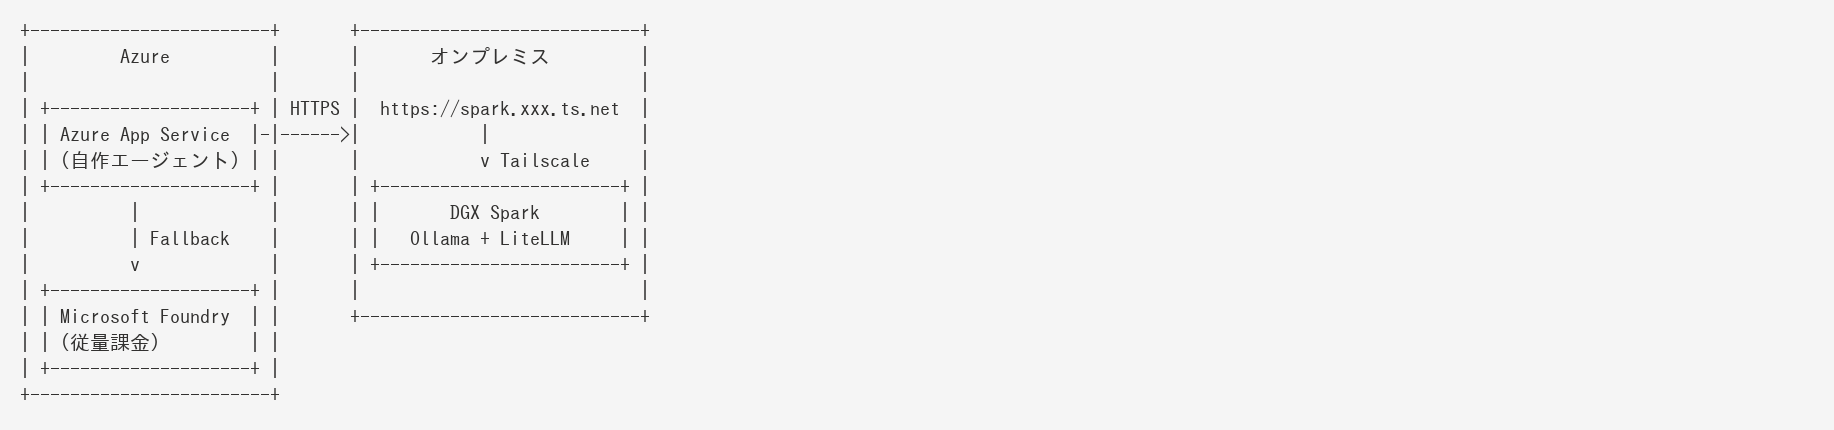 Azure
Azure App Service
(自作エージェント)
Fallback
Microsoft Foundry
(従量課金)
HTTPS
オンプレミス
https://spark.xxx.ts.net
Tailscale
DGX Spark
Ollama + LiteLLM